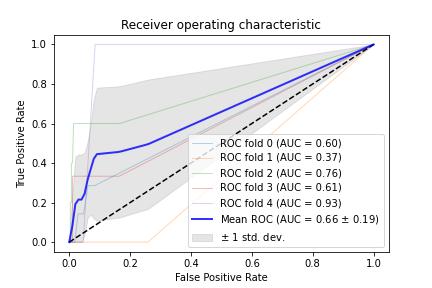 Receiver operating characteristic
True Positive Rate
1.0
0.8
0.6
0.4
0.2
0.0
ROC fold 0 (AUC = 0.60)
ROC fold 1 (AUC = 0.37)
ROC fold 2 (AUC = 0.76)
ROC fold 3 (AUC = 0.61)
ROC fold 4 (AUC = 0.93)
Mean ROC (AUC = 0.66 ± 0.19)
± 1 std. dev.
0.0 0.2 0.4 0.6 0.8 1.0
False Positive Rate